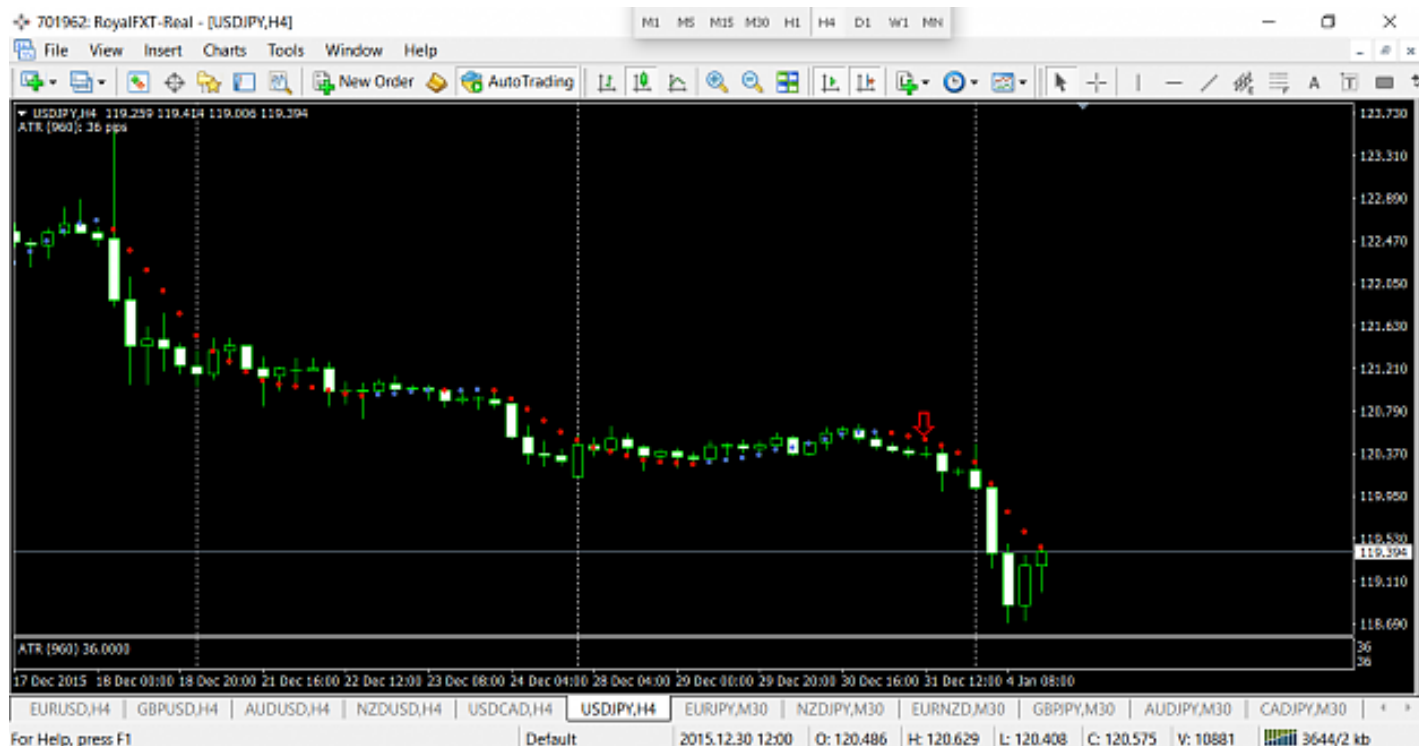 701962: RoyalFXT-Real - [USDJPY,H4]
M1 M5 M15 M30 H1 H4 D1 W1 MN
File View Insert Charts Tools Window Help
New Order AutoTrading
USDJPY,H4 119.259 119.414 119.006 119.394
ATR (960): 36 pips
123.730
123.310
122.890
122.470
122.050
121.630
121.210
120.790
120.370
119.950
119.530
119.394
119.110
118.690
ATR (960) 36.0000
36
36
17 Dec 2015 18 Dec 00:00 18 Dec 20:00 21 Dec 16:00 22 Dec 12:00 23 Dec 08:00 24 Dec 04:00 28 Dec 04:00 29 Dec 00:00 29 Dec 20:00 30 Dec 16:00 31 Dec 12:00 4 Jan 08:00
EURUSD,H4 GBPUSD,H4 AUDUSD,H4 NZDUSD,H4 USDCAD,H4 USDJPY,H4 EURJPY,M30 NZDJPY,M30 EURNZD,M30 GBPJPY,M30 AUDJPY,M30 CADJPY,M30
For Help, press F1 Default 2015.12.30 12:00 O: 120.486 H: 120.629 L: 120.408 C: 120.575 V: 10881 3644/2 kb